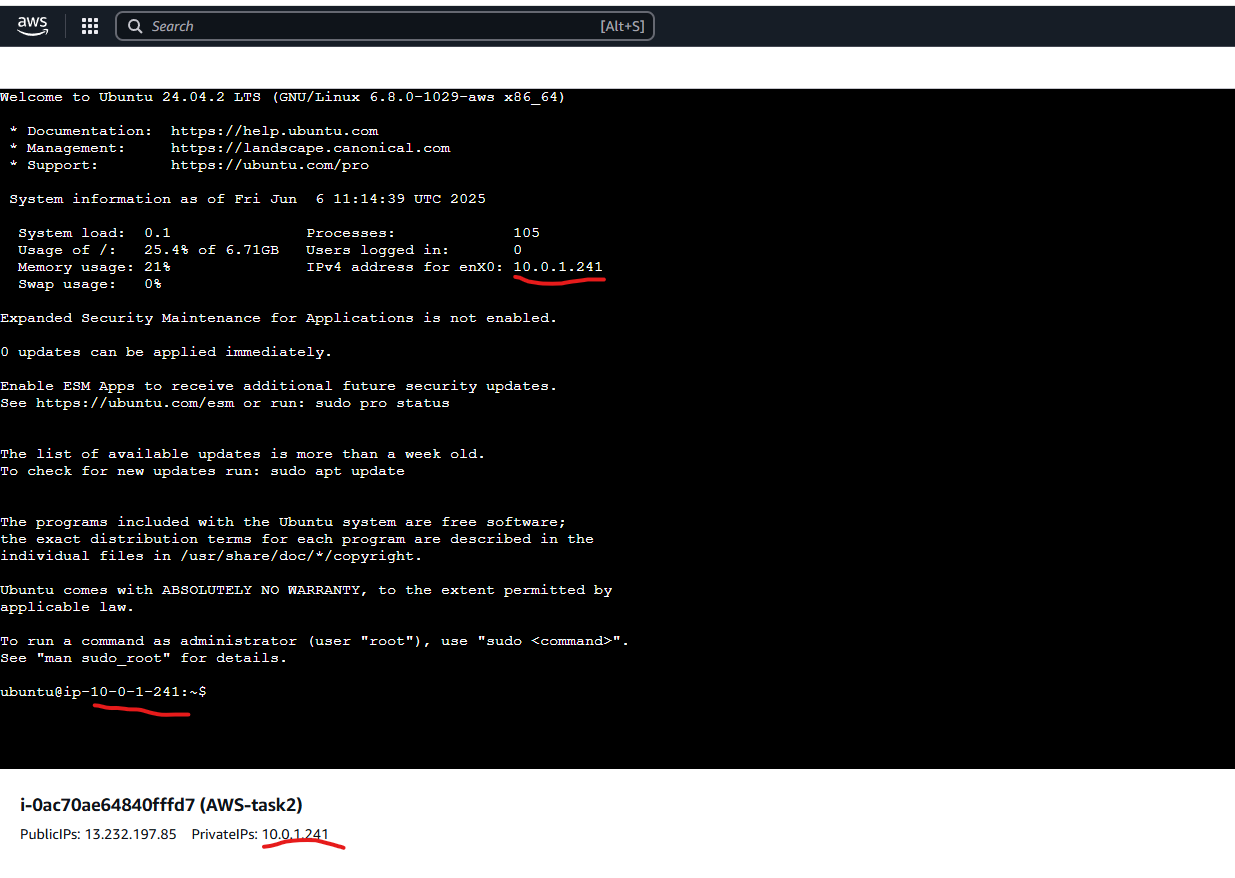 aws
Search [Alt+S]
Welcome to Ubuntu 24.04.2 LTS (GNU/Linux 6.8.0-1029-aws x86_64)
* Documentation: https://help.ubuntu.com
* Management: https://landscape.canonical.com
* Support: https://ubuntu.com/pro
System information as of Fri Jun 6 11:14:39 UTC 2025
System load: 0.1 Processes: 105
Usage of /: 25.4% of 6.71GB Users logged in: 0
Memory usage: 21% IPv4 address for enX0: 10.0.1.241
Swap usage: 0%
Expanded Security Maintenance for Applications is not enabled.
0 updates can be applied immediately.
Enable ESM Apps to receive additional future security updates.
See https://ubuntu.com/esm or run: sudo pro status
The list of available updates is more than a week old.
To check for new updates run: sudo apt update
The programs included with the Ubuntu system are free software;
the exact distribution terms for each program are described in the
individual files in /usr/share/doc/*/copyright.
Ubuntu comes with ABSOLUTELY NO WARRANTY, to the extent permitted by
applicable law.
To run a command as administrator (user "root"), use "sudo <command>".
See "man sudo_root" for details.
ubuntu@ip-10-0-1-241:~$
i-0ac70ae64840fffd7 (AWS-task2)
PublicIPs: 13.232.197.85 PrivateIPs: 10.0.1.241